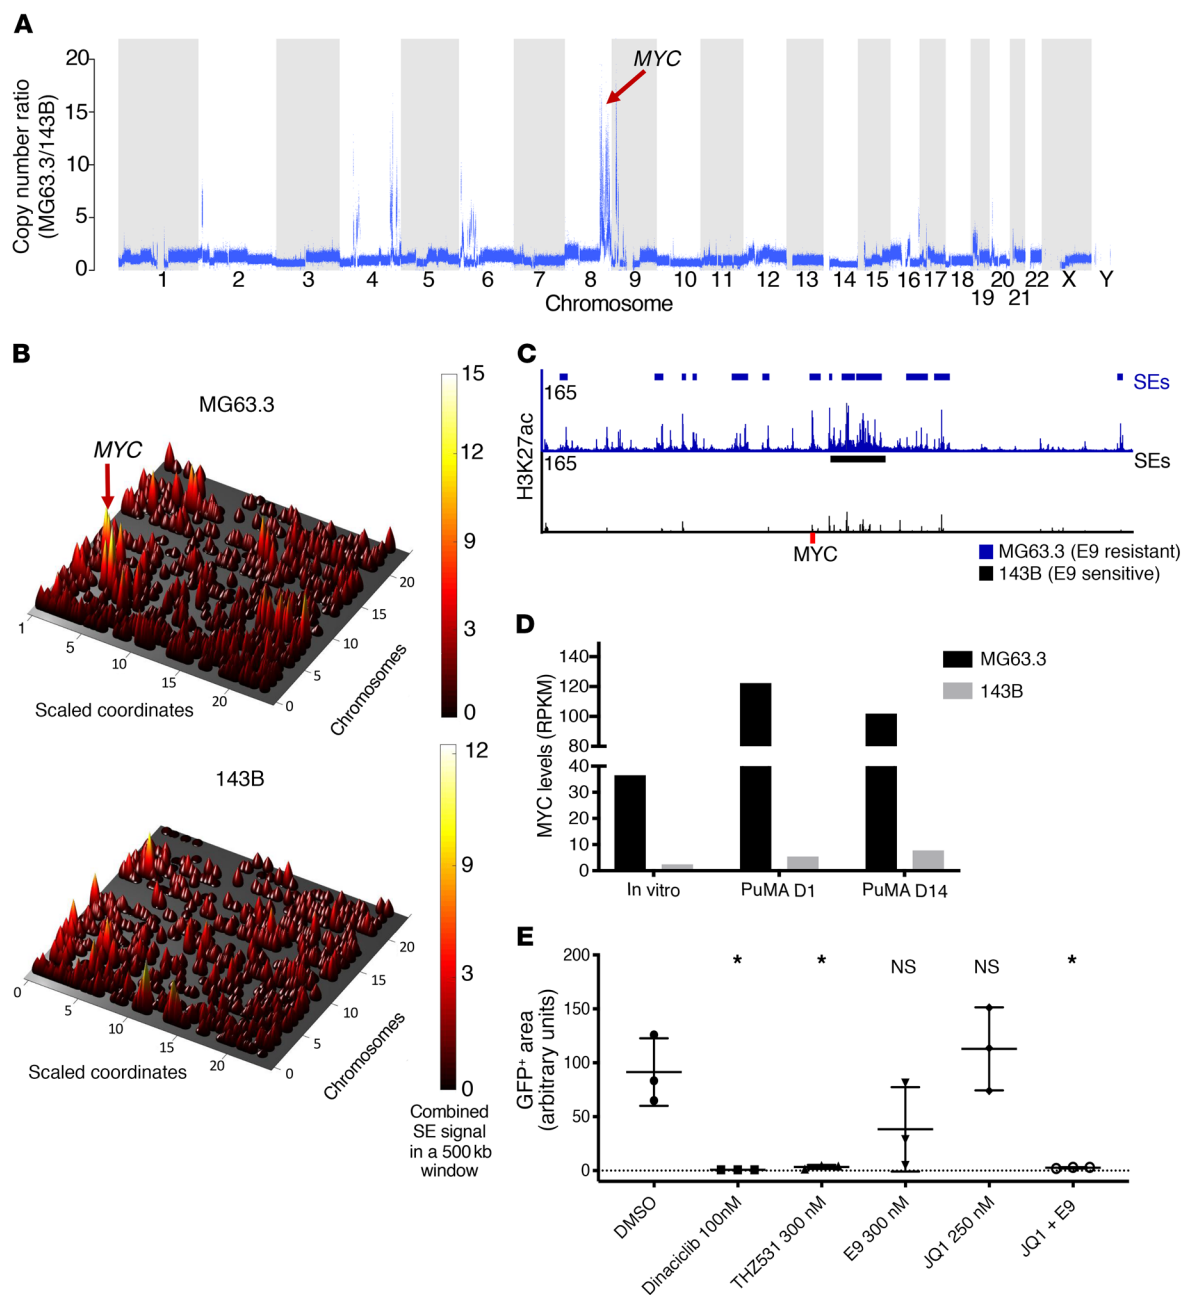 A
Copy number ratio
(MG63.3/143B)
20
15
10
5
0
MYC
1 2 3 4 5 6 7 8 9 10 11 12 13 14 15 16 17 18 19 20 21 22 X Y
Chromosome
B
MG63.3
MYC
15
12
9
6
3
0
1
5
10
15
20
Scaled coordinates
0
5
10
15
20
Chromosomes
143B
12
9
6
3
0
0
5
10
15
20
Scaled coordinates
0
5
10
15
20
Chromosomes
Combined
SE signal
in a 500 kb
window
C
H3K27ac
165
SEs
165
SEs
MYC
MG63.3 (E9 resistant)
143B (E9 sensitive)
D
MYC levels (RPKM)
140
120
100
80
40
30
20
10
0
MG63.3
143B
In vitro
PuMA D1
PuMA D14
E
GFP+ area
(arbitrary units)
200
150
100
50
0
* * NS NS *
DMSO
Dinaciclib 100nM
THZ531 300 nM
E9 300 nM
JQ1 250 nM
JQ1 + E9